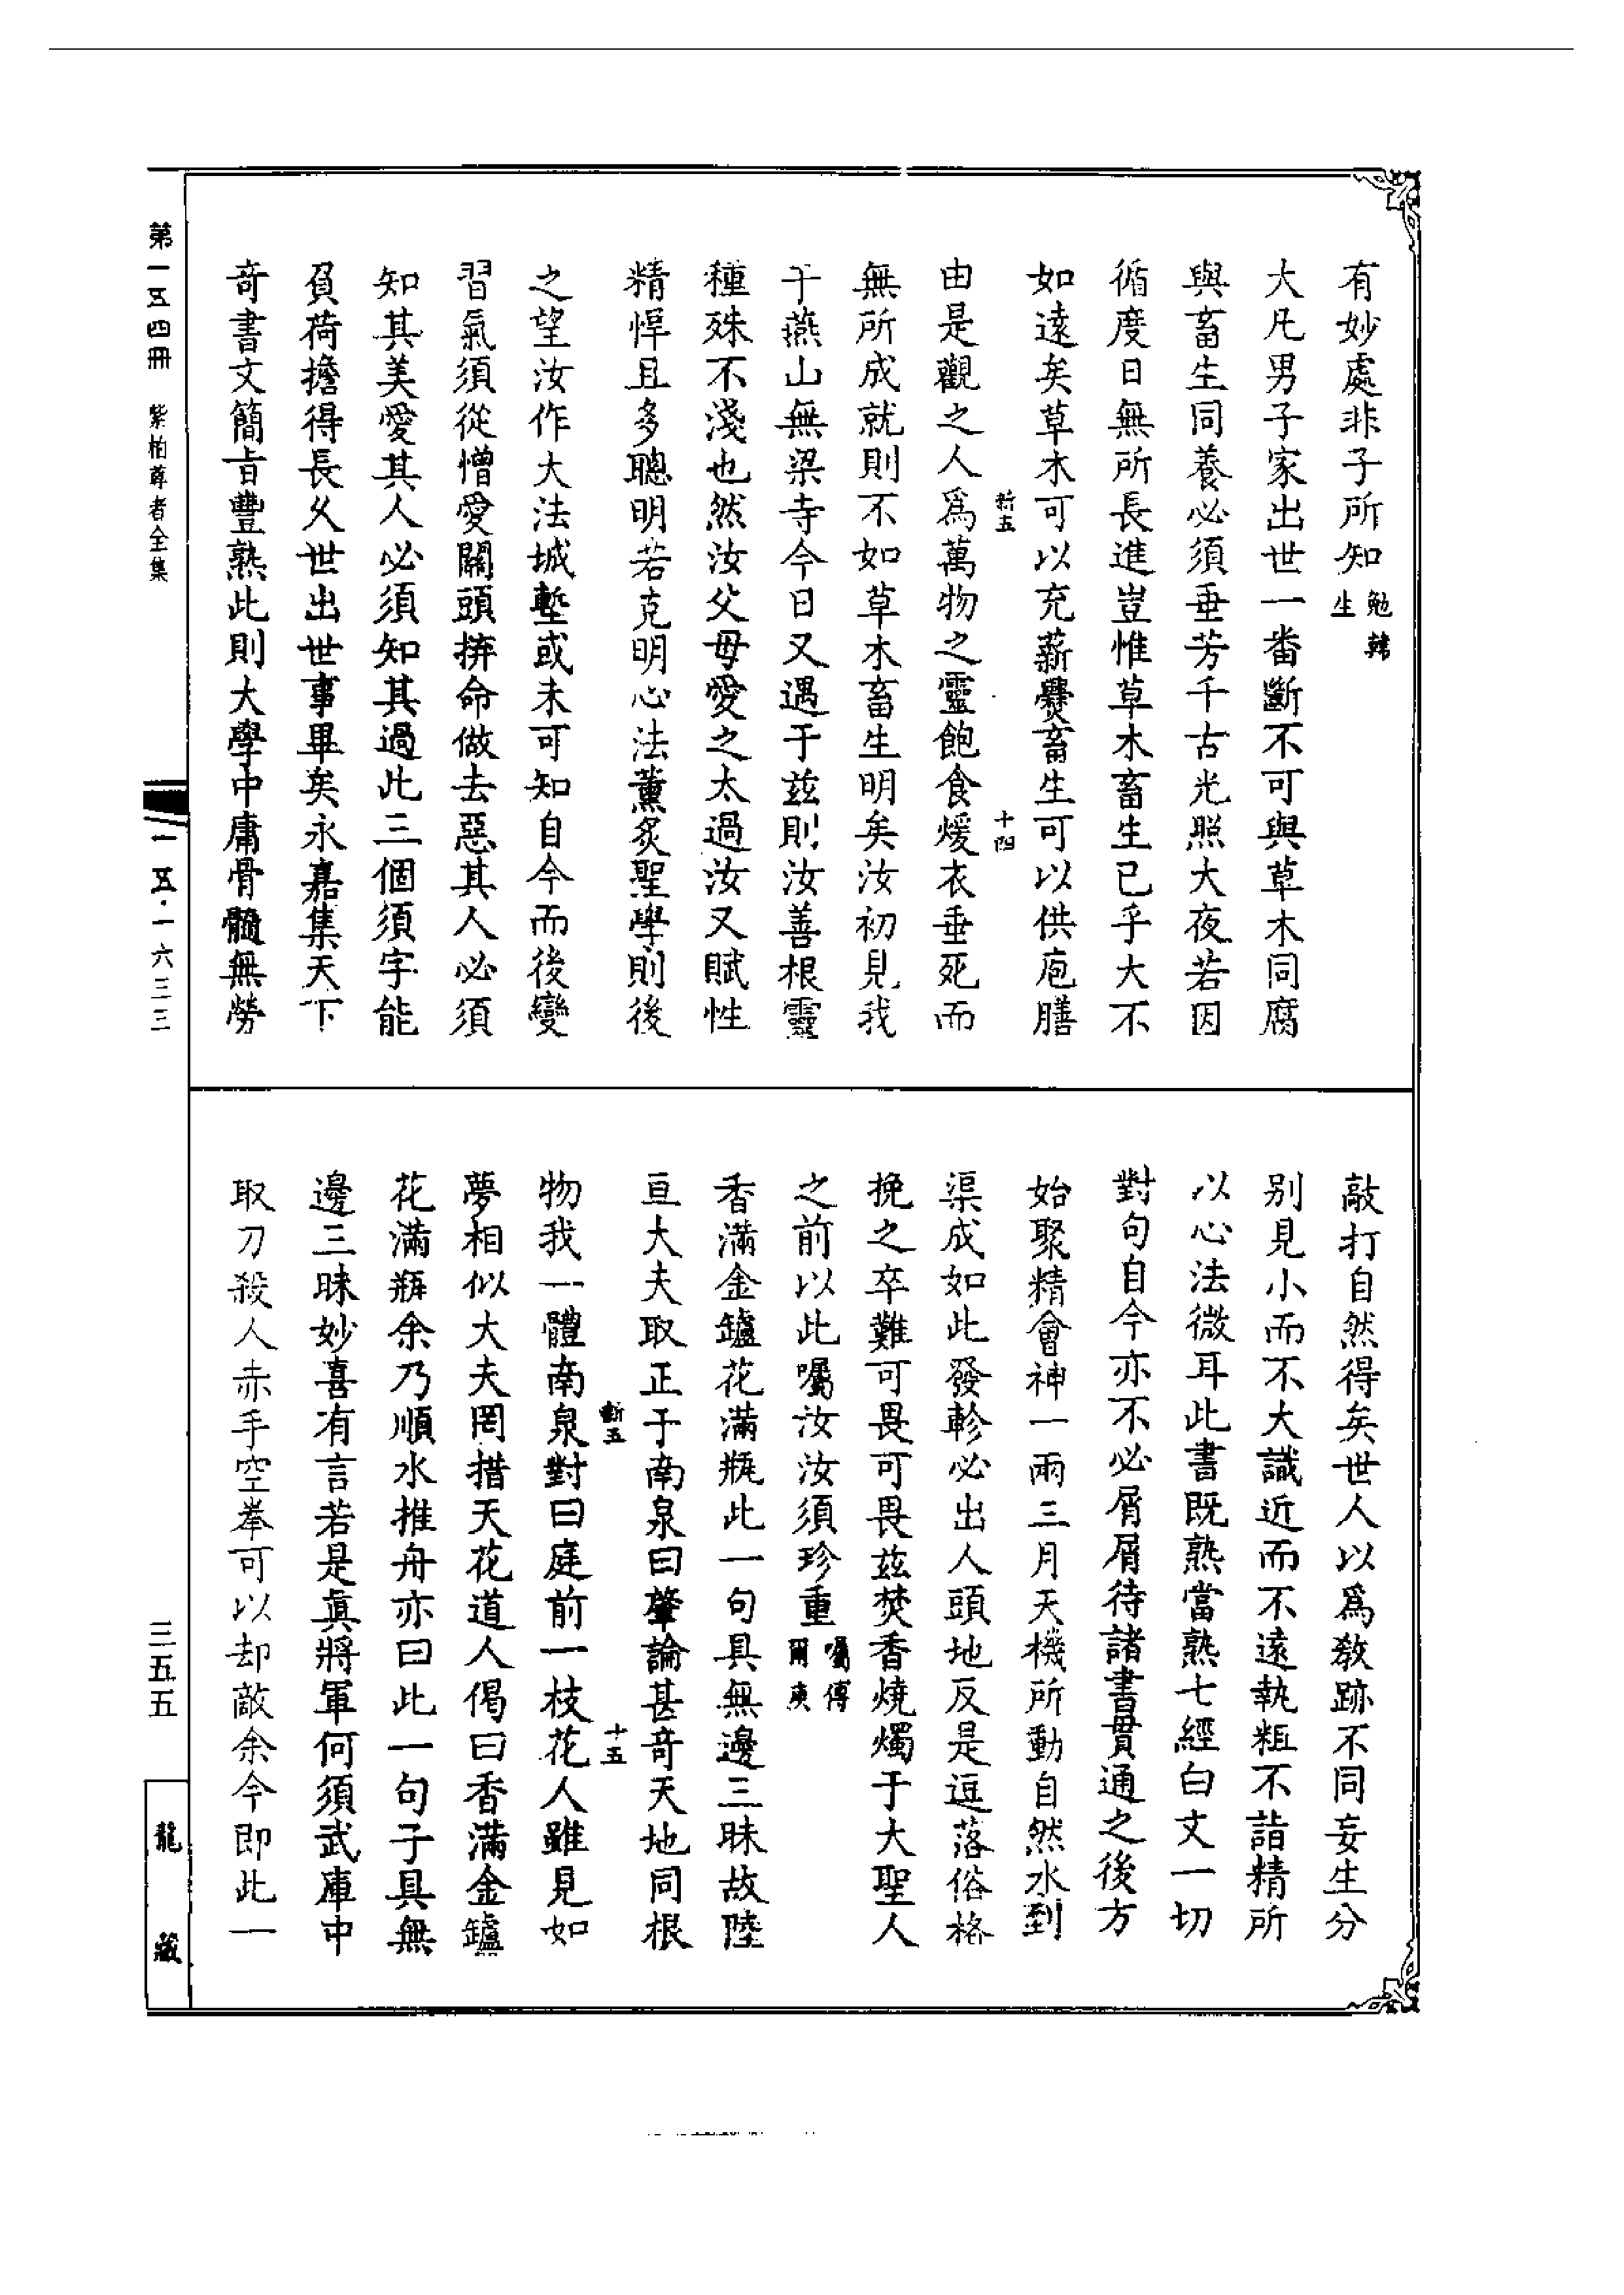 有妙處非子所知勉韓生
大凡男子家出世一番斷不可與草木同腐
與畜生同養必須垂芳千古光照大夜若因
循度日無所長進豈惟草木畜生已乎大不
如遠矣草木可以充薪爨畜生可以供庖膳
由是觀之人爲萬物之靈飽食煖衣垂死而
無所成就則不如草木畜生明矣汝初見我
于燕山無梁寺今日又遇于茲則汝善根靈
種殊不淺也然汝父母愛之太過汝又賦性
精悍且多聰明若克明心法薰炙聖學則後
之望汝作大法城塹或未可知自今而後變
習氣須從憎愛關頭拚命做去惡其人必須
知其美愛其人必須知其過此三個須字能
負荷擔得長久世出世事畢矣永嘉集天下
奇書文簡旨豐熟此則大學中庸骨髓無勞
敲打自然得矣世人以爲教跡不同妄生分
別見小而不大識近而不遠執粗不詣精所
以心法微耳此書既熟當熟七經白文一切
對句自今亦不必屑屑待諸書貫通之後方
始聚精會神一兩三月天機所動自然水到
渠成如此發軫必出人頭地反是逗落俗格
挽之卒難可畏可畏茲焚香燒燭于大聖人
之前以此囑汝汝須珍重囑傅爾庚
香滿金鑪花滿瓶此一句具無邊三昧故陸
亘大夫取正于南泉曰肇論甚奇天地同根
物我一體南泉對曰庭前一枝花人雖見如
夢相似大夫罔措天花道人偈曰香滿金鑪
花滿瓶余乃順水推舟亦曰此一句子具無
邊三昧妙喜有言若是眞將軍何須武庫中
取刀殺人赤手空拳可以却敵余今即此一
斬五
十四
斬五
十五
第一五四冊 紫柏尊者全集
一五·一六三三
三五五
龍藏